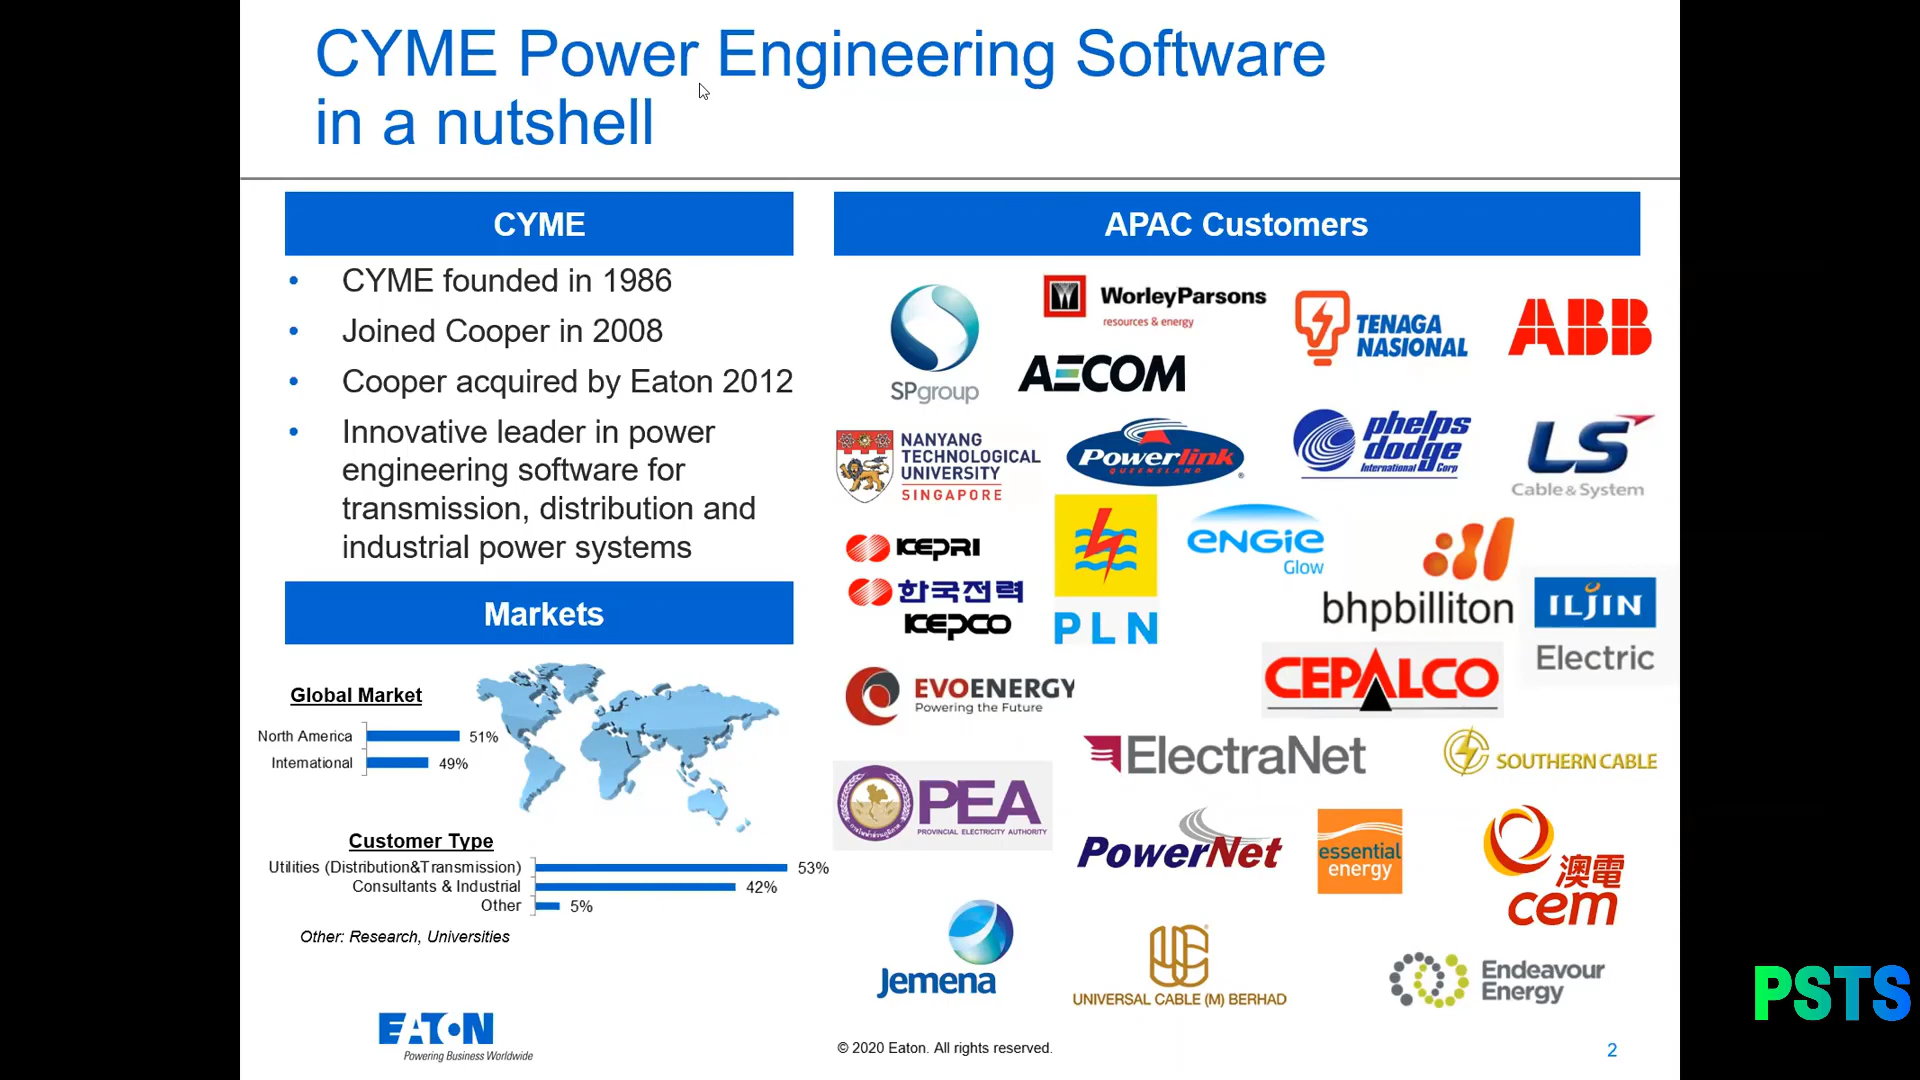 CYME Power Engineering Software
in a nutshell
CYME
• CYME founded in 1986
• Joined Cooper in 2008
• Cooper acquired by Eaton 2012
• Innovative leader in power
engineering software for
transmission, distribution and
industrial power systems
Markets
Global Market
North America 51%
International 49%
Customer Type
Utilities (Distribution&Transmission) 53%
Consultants & Industrial 42%
Other 5%
Other: Research, Universities
EATON
Powering Business Worldwide
APAC Customers
SPgroup
WorleyParsons
resources & energy
AECOM
TENAGA
NASIONAL
ABB
NANYANG
TECHNOLOGICAL
UNIVERSITY
SINGAPORE
Powerlink
QUEENSLAND
phelps
dodge
International Corp
LS
Cable & System
KEPRI
한국전력
KEPCO
PLN
ENGIE
Glow
bhpbilliton
ILJIN
Electric
EVOENERGY
Powering the Future
CEPALCO
ElectraNet
SOUTHERN CABLE
PEA
PROVINCIAL ELECTRICITY AUTHORITY
PowerNet
essential
energy
澳電
cem
Jemena
UNIVERSAL CABLE (M) BERHAD
Endeavour
Energy
© 2020 Eaton. All rights reserved.
2
PSTS